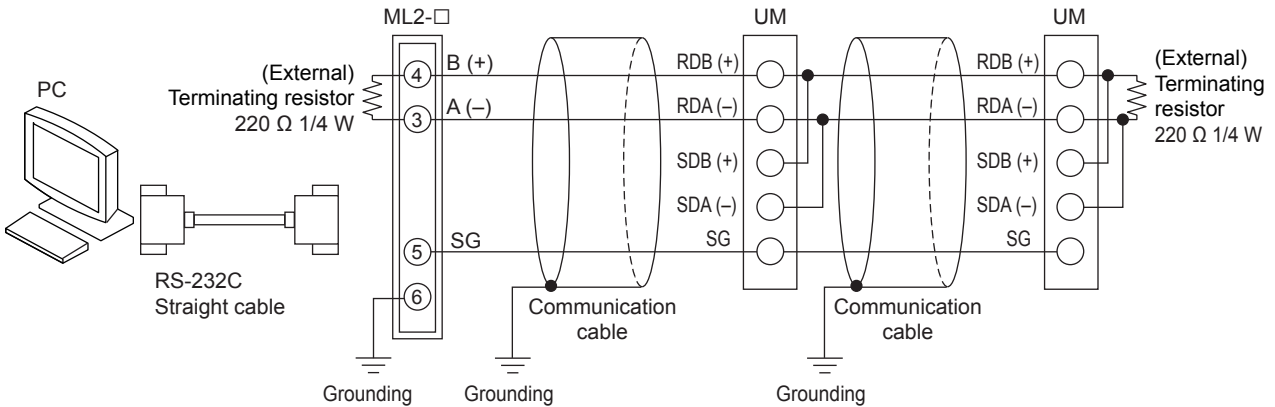 ML2-□
UM
UM
PC
(External)
Terminating resistor
220 Ω 1/4 W
4
B (+)
3
A (–)
5
SG
6
RDB (+)
RDA (–)
SDB (+)
SDA (–)
SG
RDB (+)
RDA (–)
SDB (+)
SDA (–)
SG
(External)
Terminating
resistor
220 Ω 1/4 W
RS-232C
Straight cable
Communication
cable
Communication
cable
Grounding
Grounding
Grounding